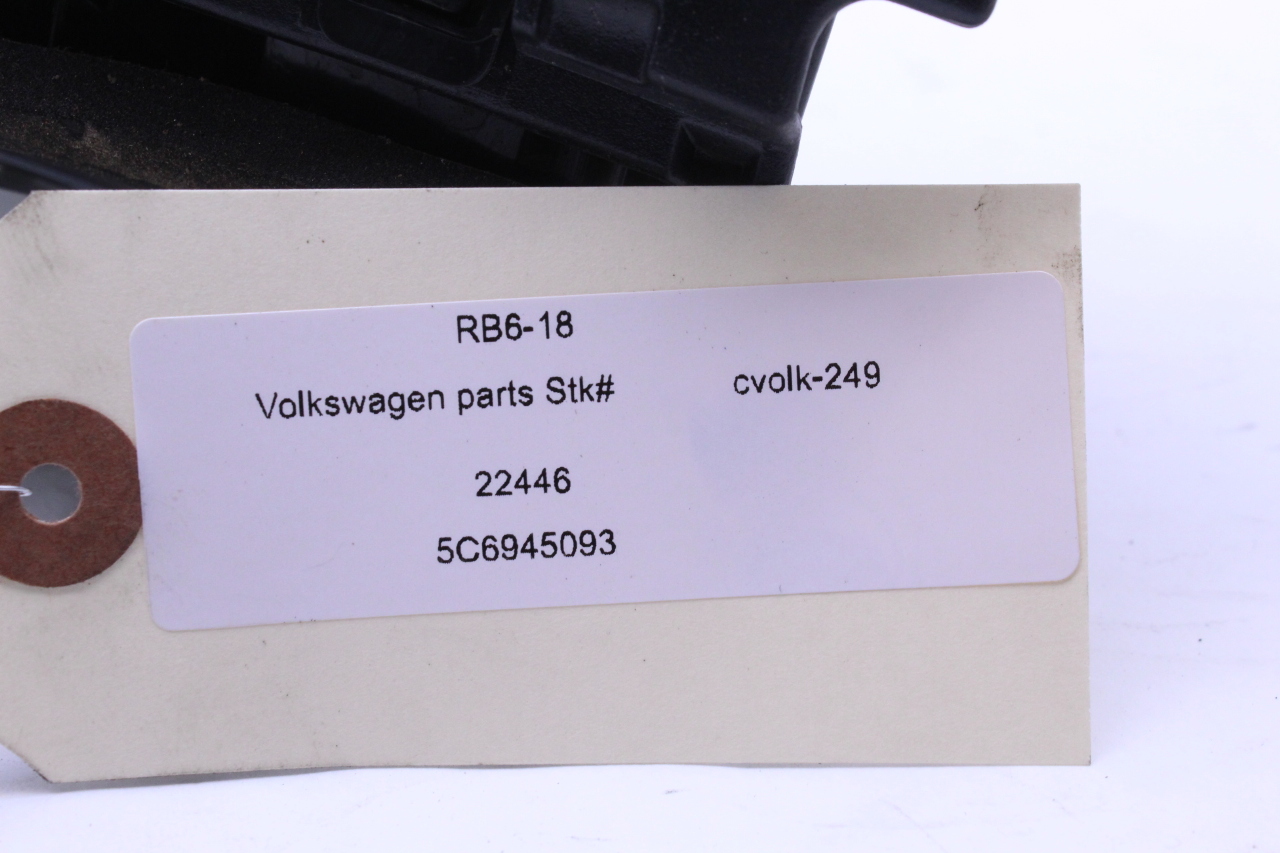 RB6-18
Volkswagen parts Stk# cvolk-249
22446
5C6945093